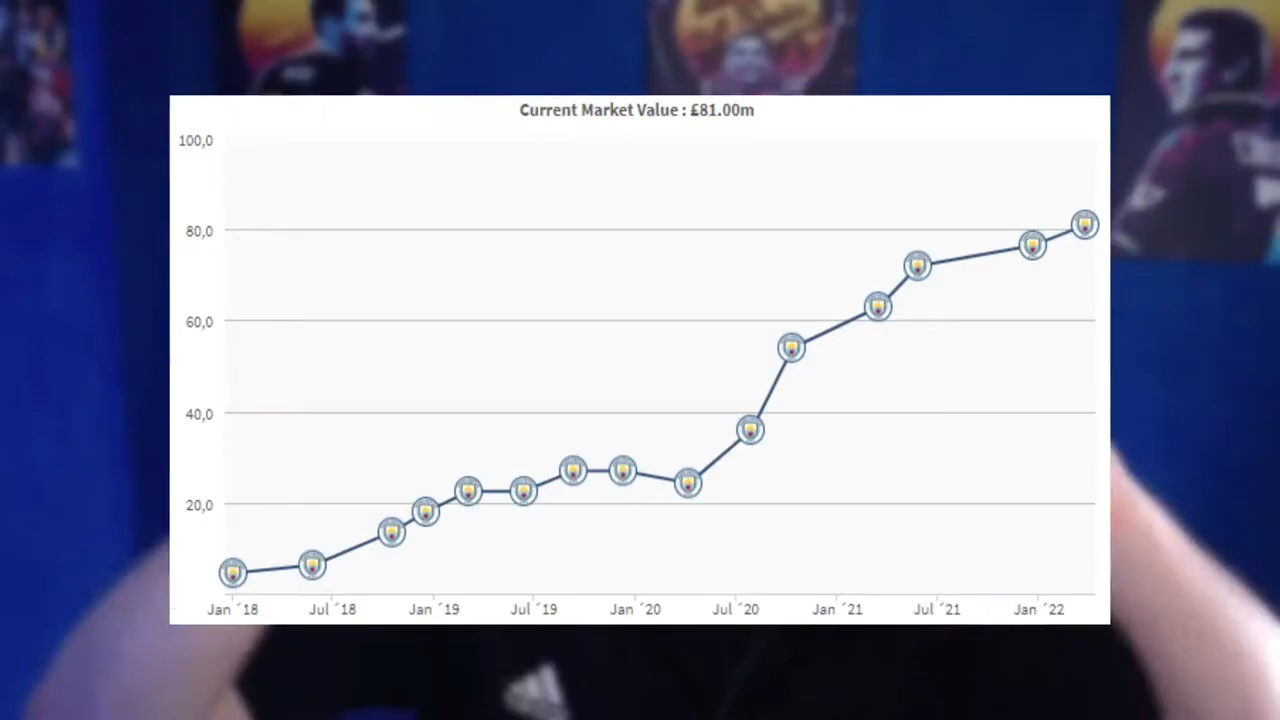 Current Market Value : £81.00m
100,0
80,0
60,0
40,0
20,0
Jan ´18 Jul ´18 Jan ´19 Jul ´19 Jan ´20 Jul ´20 Jan ´21 Jul ´21 Jan ´22